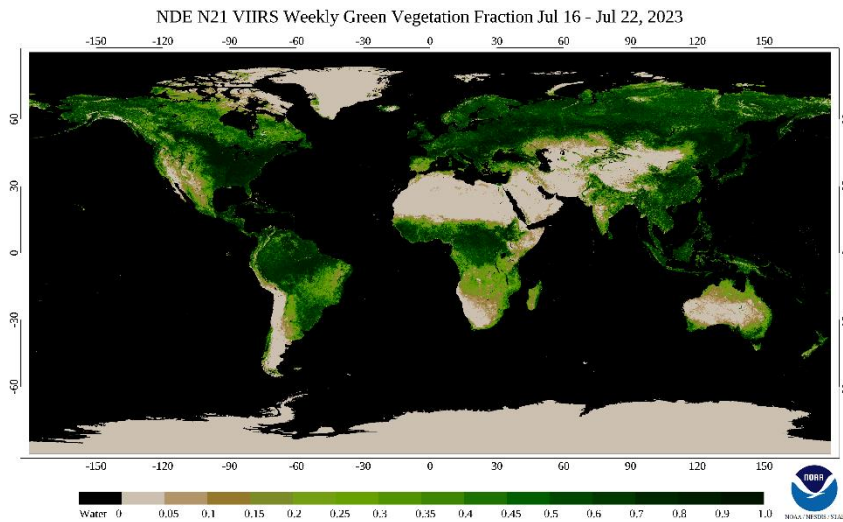 NDE N21 VIIRS Weekly Green Vegetation Fraction Jul 16 - Jul 22, 2023
-150 -120 -90 -60 -30 0 30 60 90 120 150
60
30
0
-30
-60
-150 -120 -90 -60 -30 0 30 60 90 120 150
NOAA
Water 0 0.05 0.1 0.15 0.2 0.25 0.3 0.35 0.4 0.45 0.5 0.6 0.7 0.8 0.9 1.0
NOAA / NESDIS / STAR